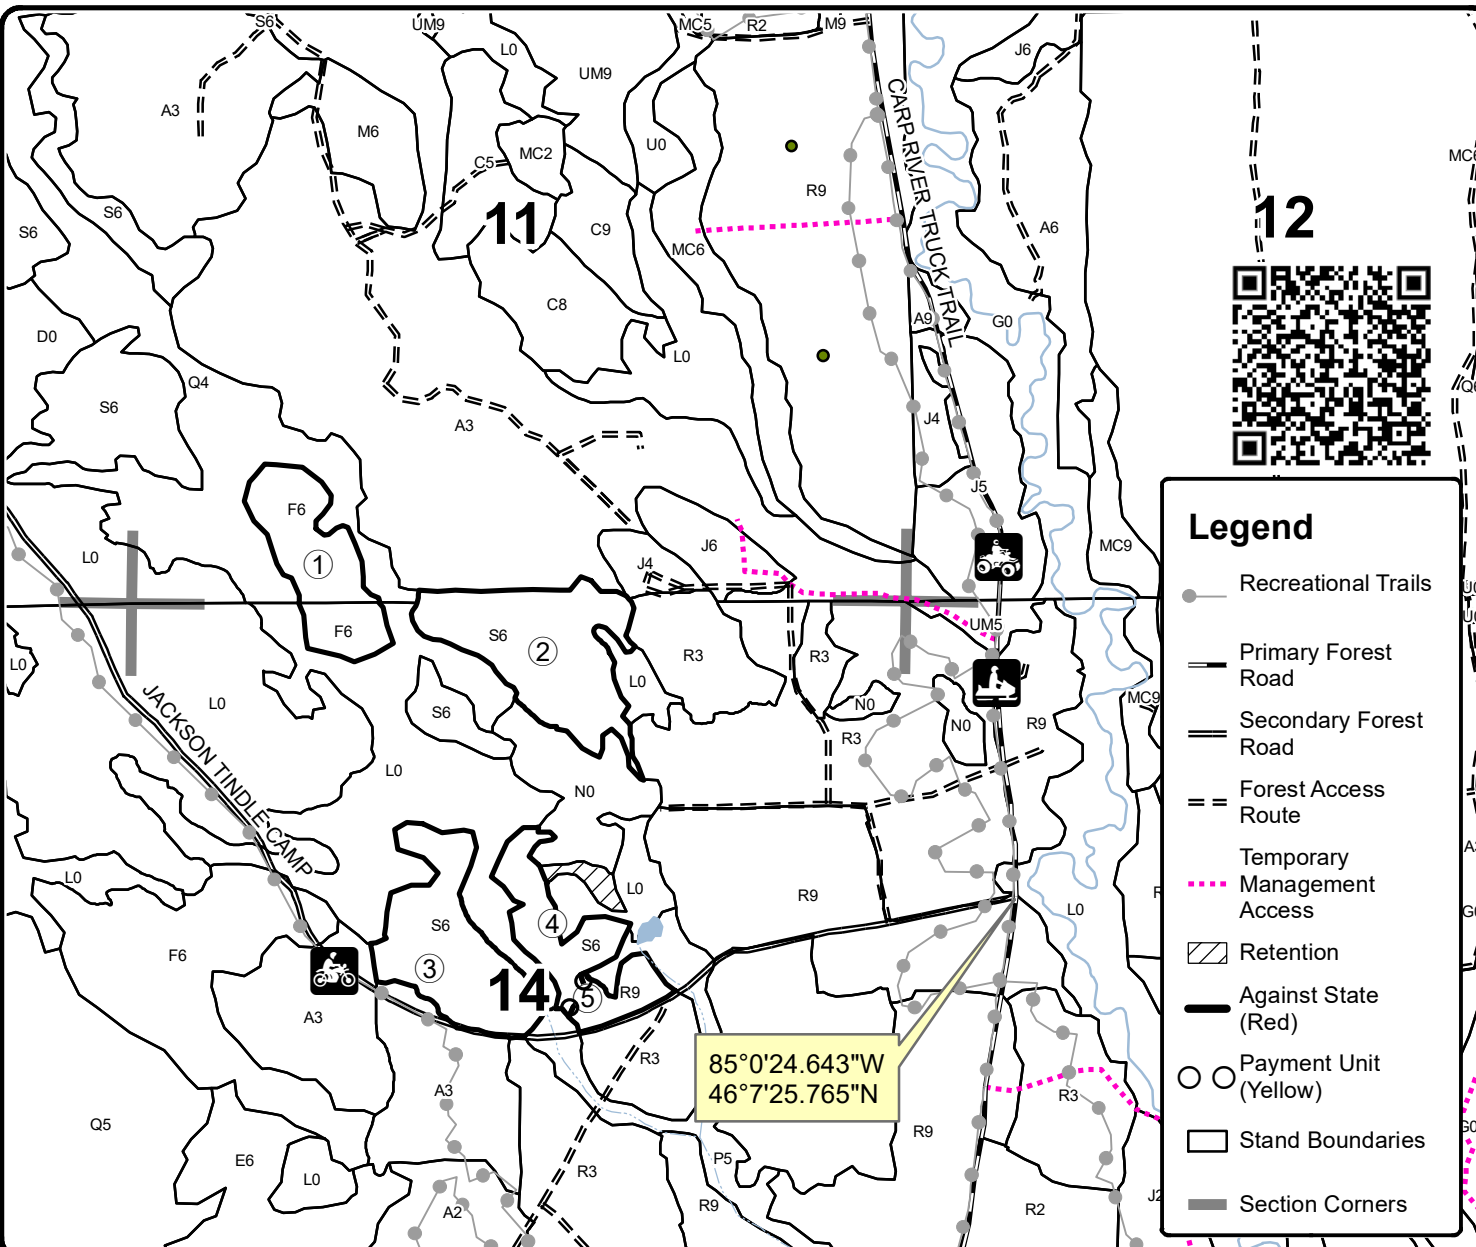 S6
UM9
L0
MC5
R2
M9
J6
UM9
A3
M6
U0
MC2
C5
CARP RIVER TRUCK TRAIL
R9
S6
S6
11
C9
MC6
A6
12
C8
G0
A9
D0
L0
Q4
S6
A3
J4
J5
F6
L0
1
J6
J4
MC9
F6
S6
2
UM5
L0
R3
R3
L0
L0
N0
MC9
JACKSON TINDLE CAMP
S6
N0
R9
R3
L0
N0
L0
L0
R9
S6
4
S6
L0
F6
3
14
5
R9
A3
R3
85°0'24.643"W
46°7'25.765"N
A3
R3
Q5
R9
E6
L0
R3
P5
A2
R9
R2
J2
Legend
Recreational Trails
Primary Forest
Road
Secondary Forest
Road
Forest Access
Route
Temporary
Management
Access
Retention
Against State
(Red)
Payment Unit
(Yellow)
Stand Boundaries
Section Corners